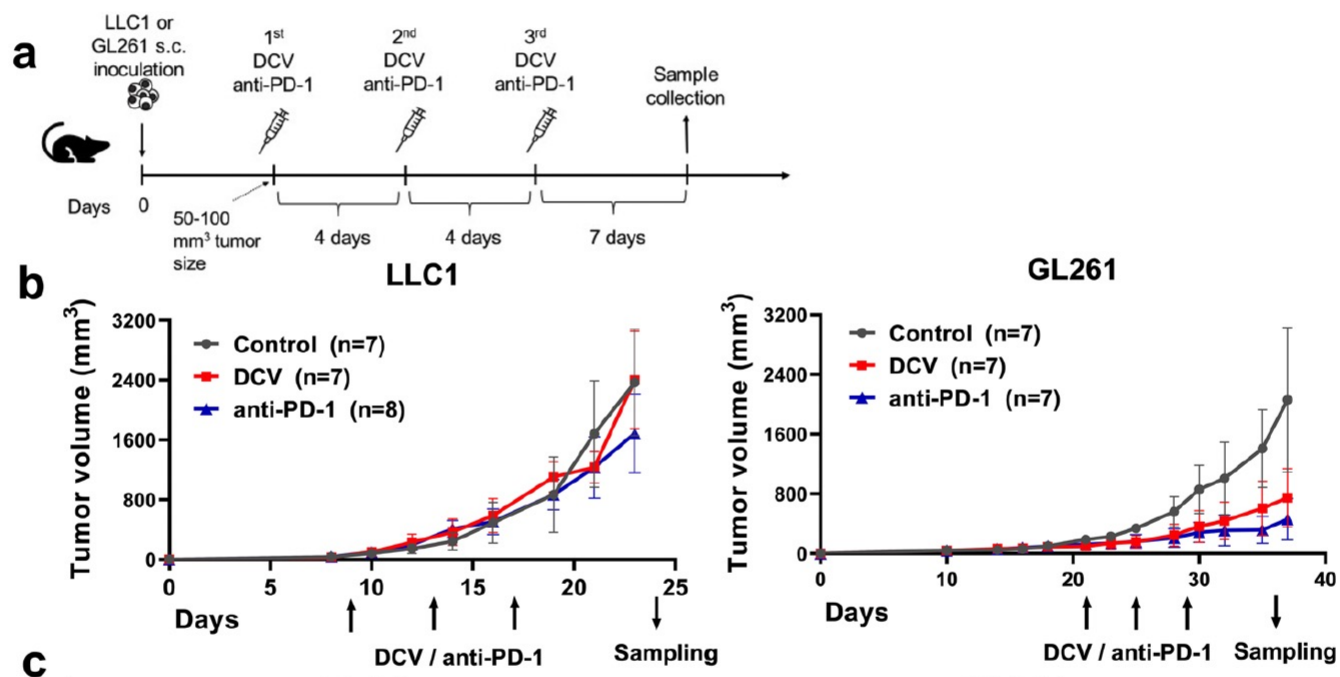 a
LLC1 or
GL261 s.c.
inoculation
1st
DCV
anti-PD-1
2nd
DCV
anti-PD-1
3rd
DCV
anti-PD-1
Sample
collection
Days 0
50-100
mm3 tumor
size
4 days
4 days
7 days
b
LLC1
Tumor volume (mm3)
3200
2400
1600
800
0
Control (n=7)
DCV (n=7)
anti-PD-1 (n=8)
0 5 10 15 20 25
Days
DCV / anti-PD-1
Sampling
GL261
Tumor volume (mm3)
3200
2400
1600
800
0
Control (n=7)
DCV (n=7)
anti-PD-1 (n=7)
0 10 20 30 40
Days
DCV / anti-PD-1
Sampling
c